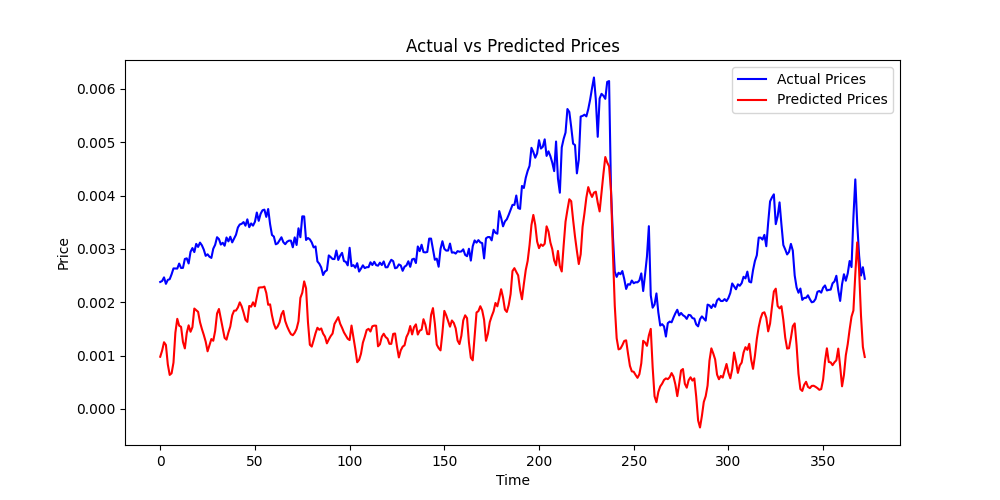 Actual vs Predicted Prices
Actual Prices
Predicted Prices
Price
0.006
0.005
0.004
0.003
0.002
0.001
0.000
0 50 100 150 200 250 300 350
Time